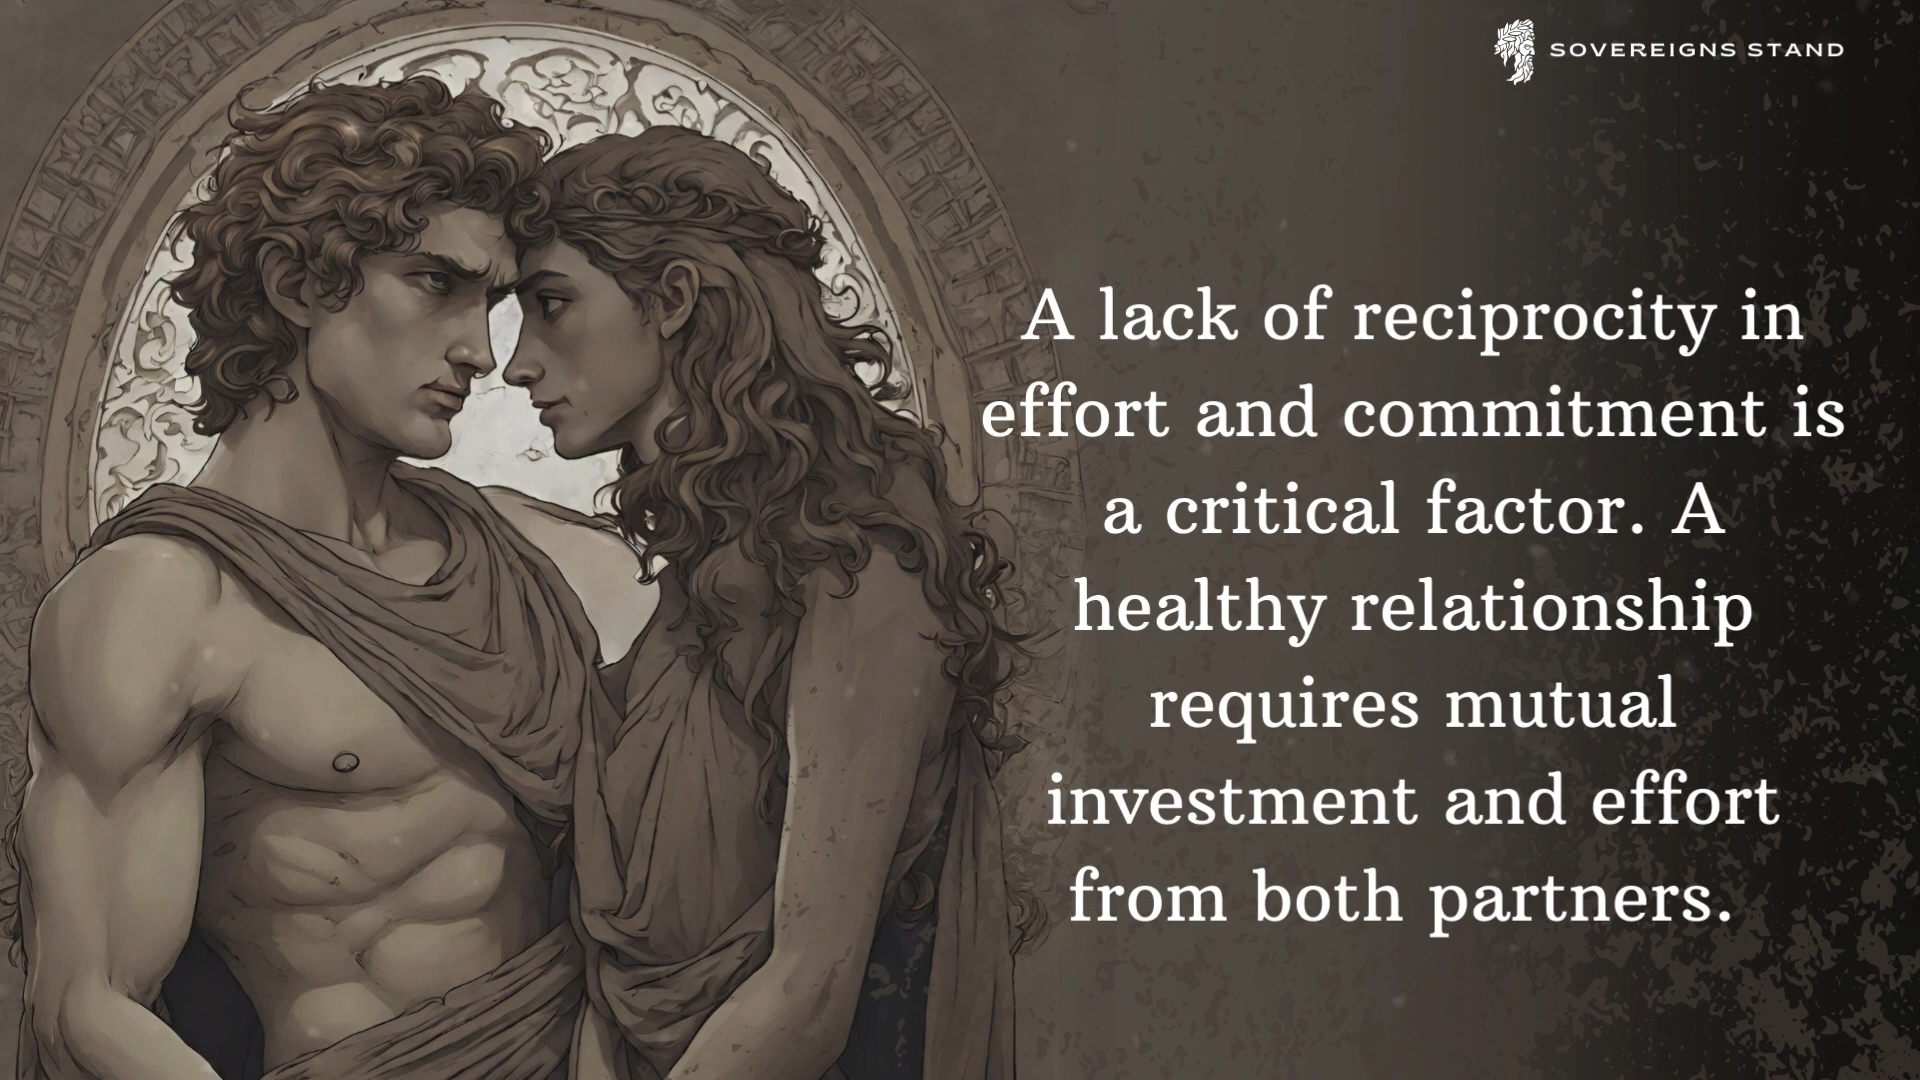 SOVEREIGNS STAND
A lack of reciprocity in
effort and commitment is
a critical factor. A
healthy relationship
requires mutual
investment and effort
from both partners.